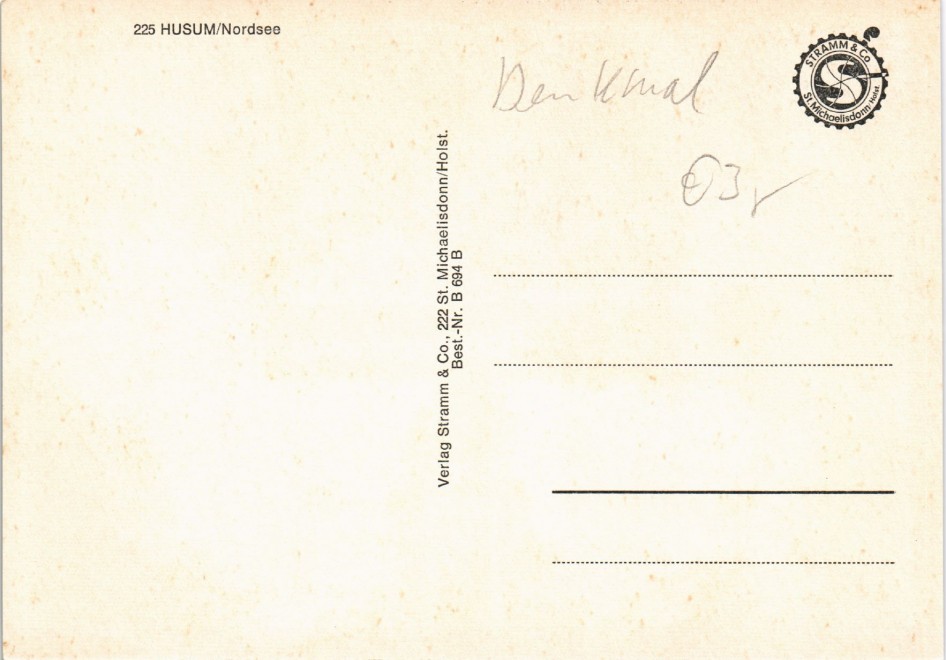 225 HUSUM/Nordsee
STRAMM & Co
St. Michaelisdonn/Holst.
Denkmal
Verlag Stramm & Co., 222 St. Michaelisdonn/Holst.
Best.-Nr. B 694 B